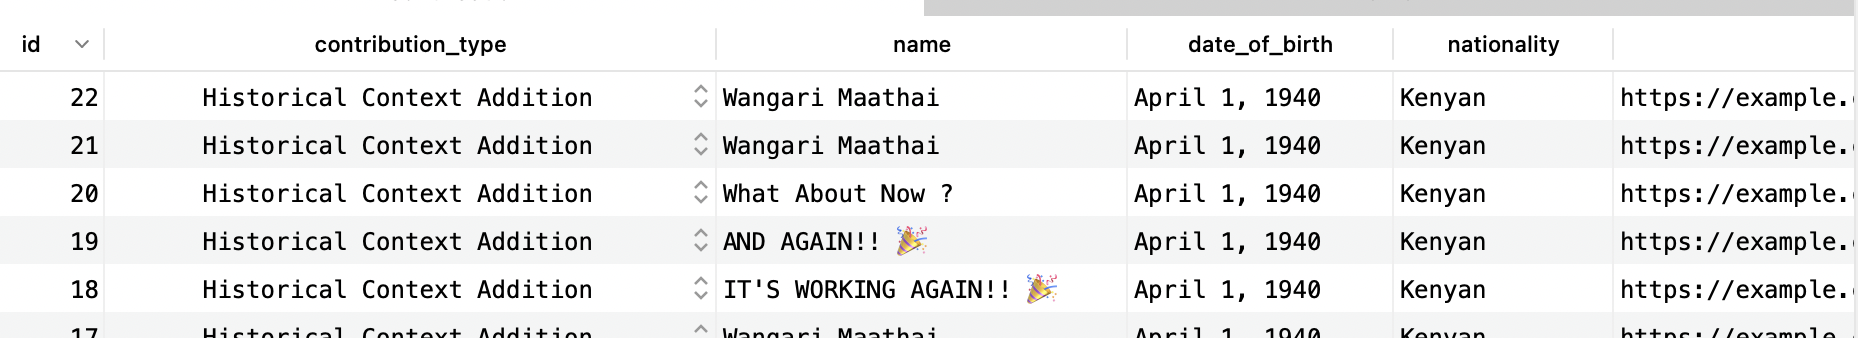 id contribution_type name date_of_birth nationality
22 Historical Context Addition Wangari Maathai April 1, 1940 Kenyan https://example.
21 Historical Context Addition Wangari Maathai April 1, 1940 Kenyan https://example.
20 Historical Context Addition What About Now ? April 1, 1940 Kenyan https://example.
19 Historical Context Addition AND AGAIN!! 🎉 April 1, 1940 Kenyan https://example.
18 Historical Context Addition IT'S WORKING AGAIN!! 🎉 April 1, 1940 Kenyan https://example.
17 Historical Context Addition Wangari Maathai April 1, 1940 Kenyan https://example.